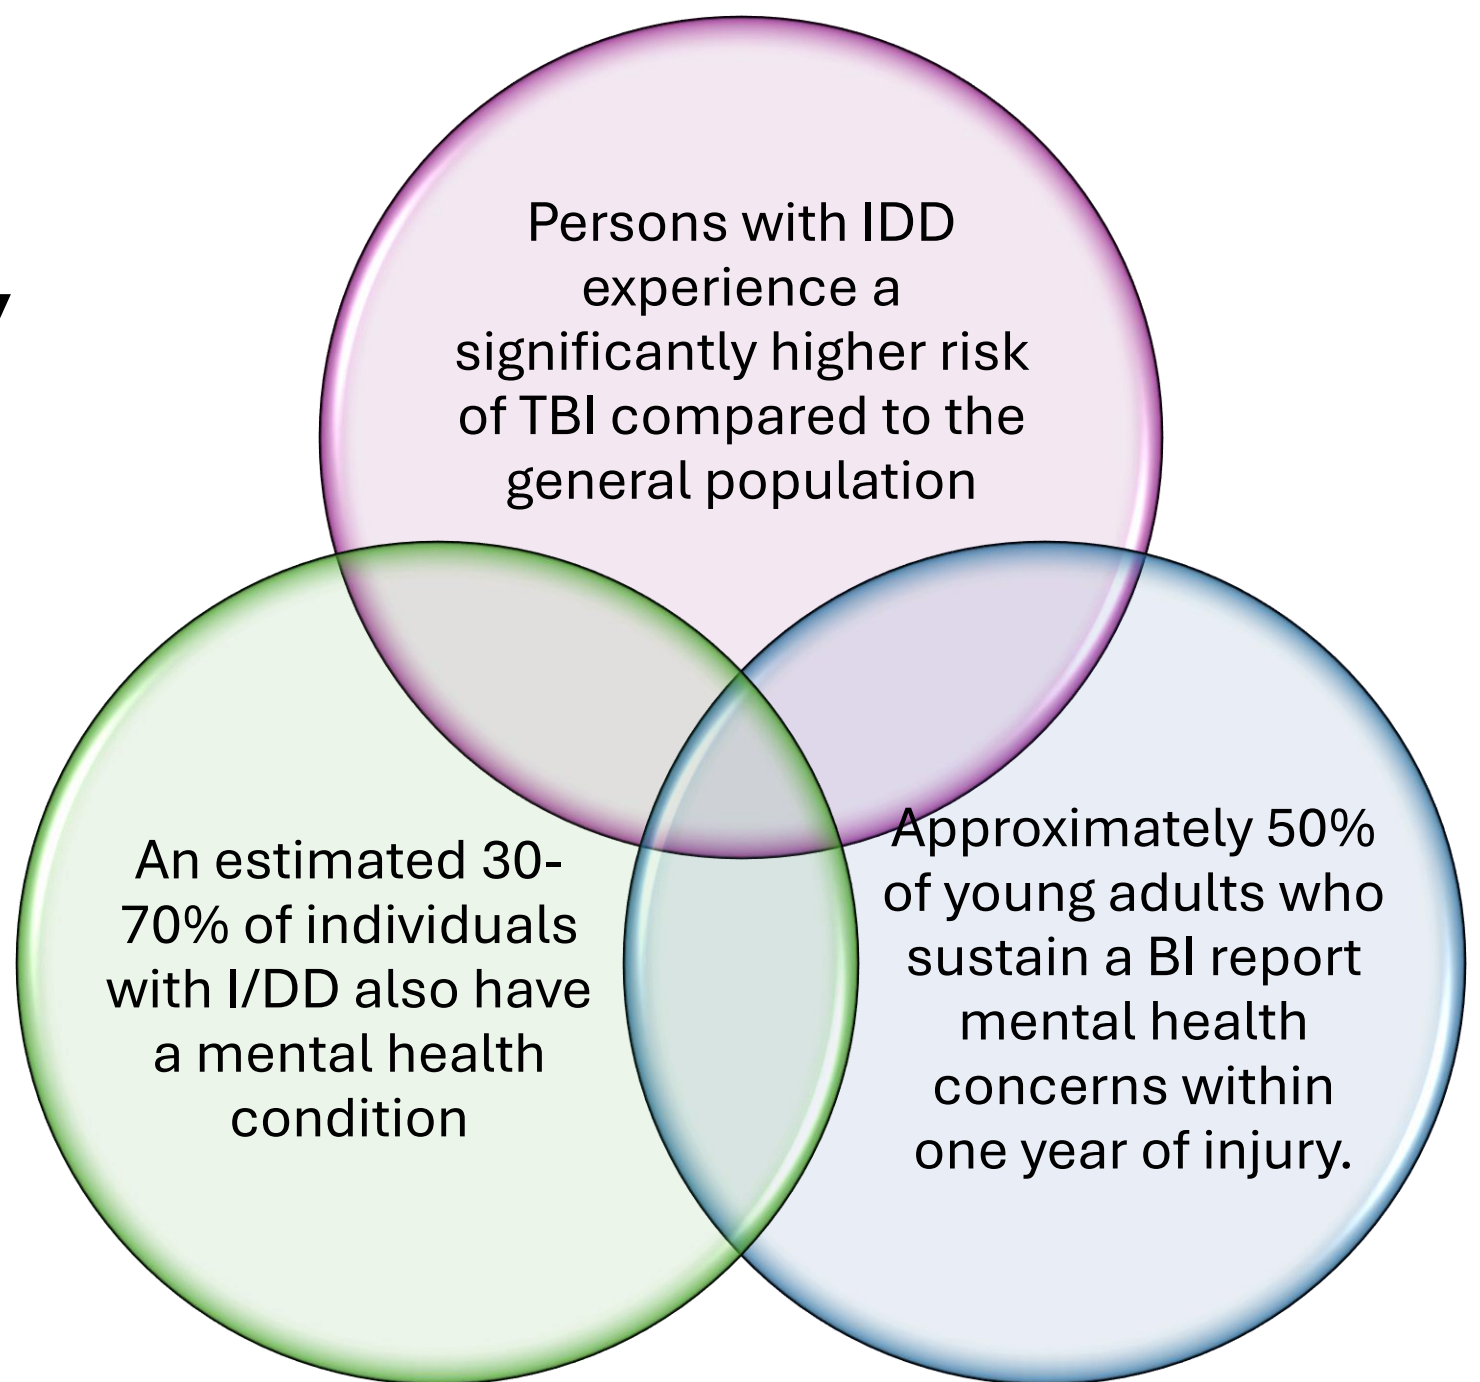 Persons with IDD
experience a
significantly higher risk
of TBI compared to the
general population
An estimated 30-
70% of individuals
with I/DD also have
a mental health
condition
Approximately 50%
of young adults who
sustain a BI report
mental health
concerns within
one year of injury.